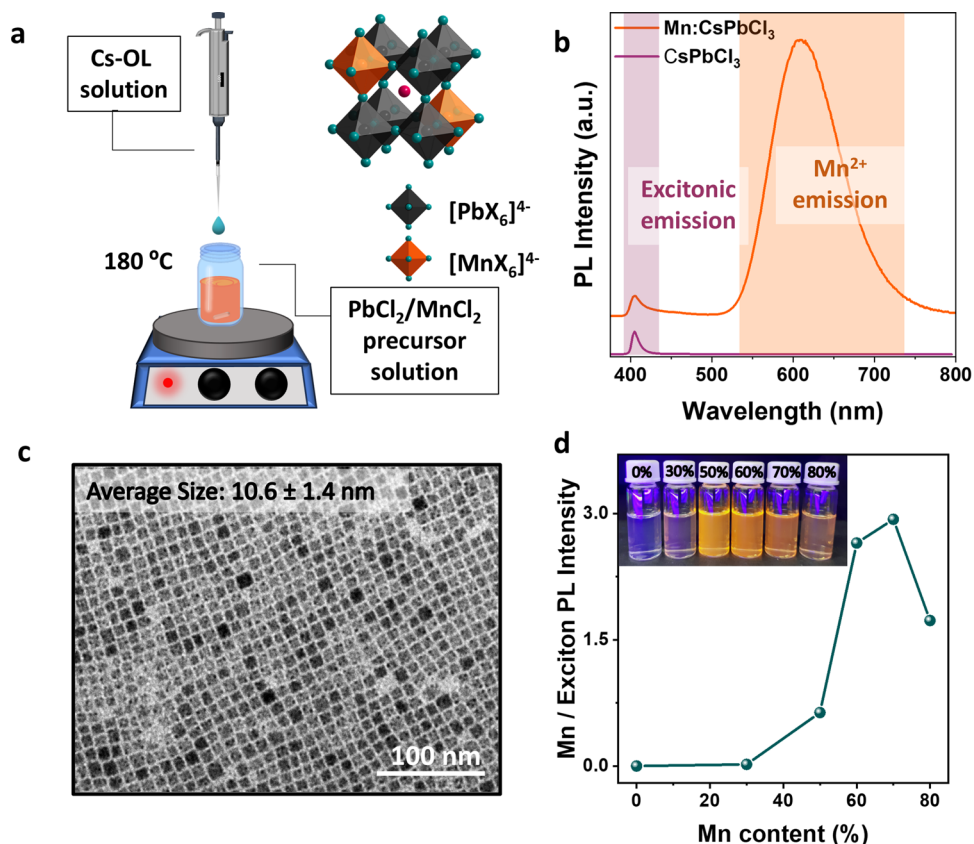 a
Cs-OL
solution
180 ⁰C
[PbX₆]⁴⁻
[MnX₆]⁴⁻
PbCl₂/MnCl₂
precursor
solution
b
Mn:CsPbCl₃
CsPbCl₃
Excitonic
emission
Mn²⁺
emission
PL Intensity (a.u.)
400 500 600 700 800
Wavelength (nm)
c
Average Size: 10.6 ± 1.4 nm
100 nm
d
0% 30% 50% 60% 70% 80%
Mn / Exciton PL Intensity
3.0
1.5
0.0
0 20 40 60 80
Mn content (%)